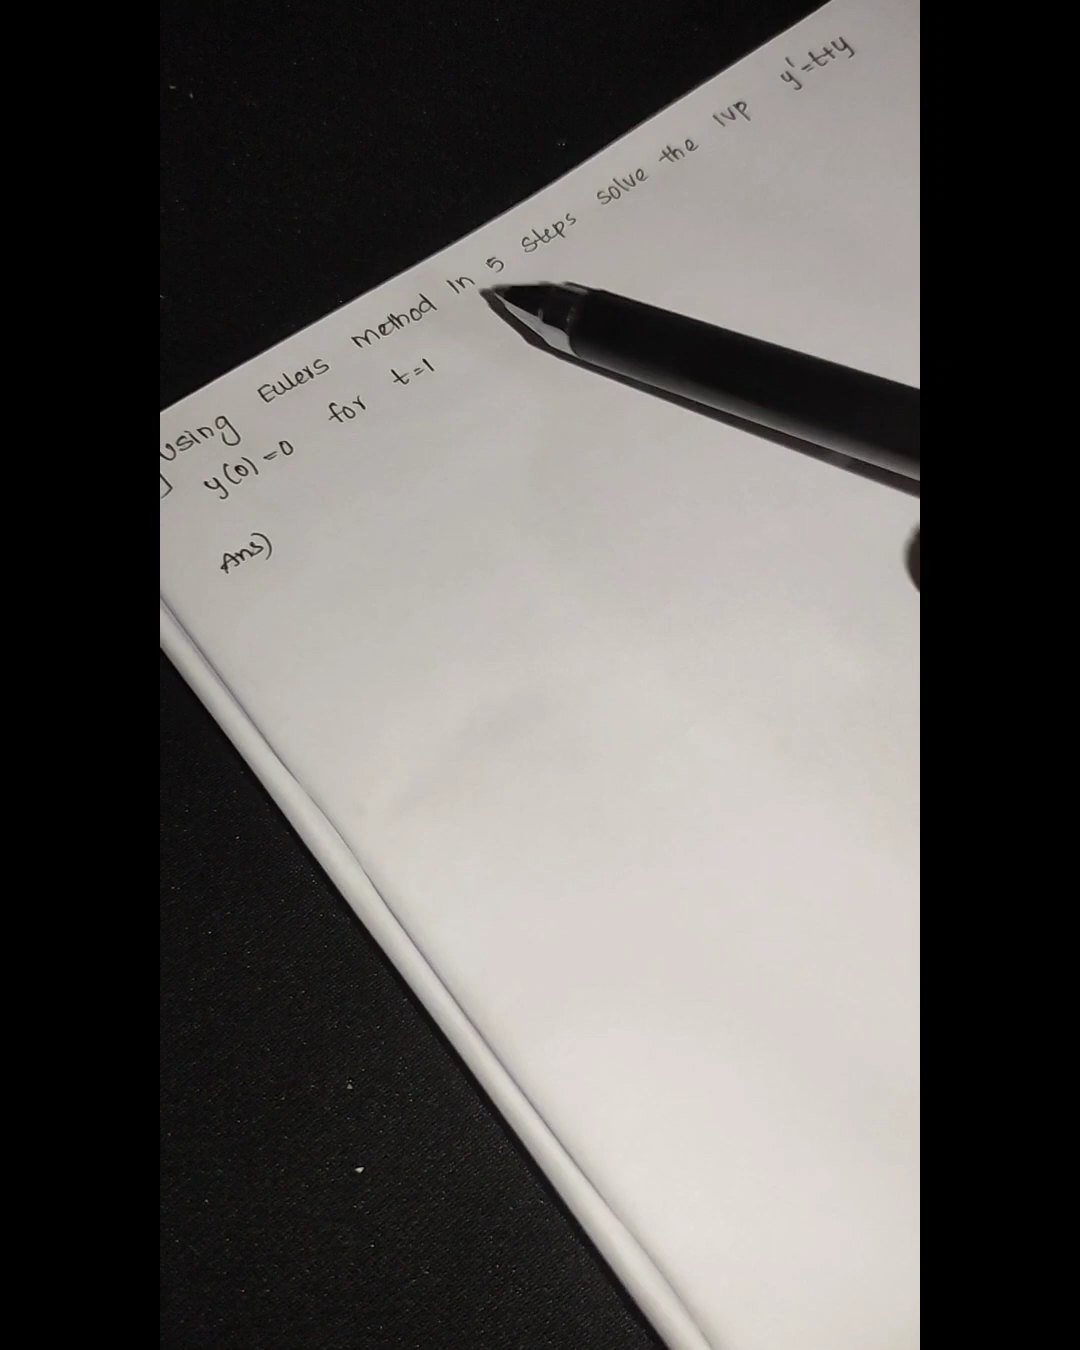 using Eulers Method In 5 steps solve the IVP y'=t+y
y(0)=0 for t=1
Ans)